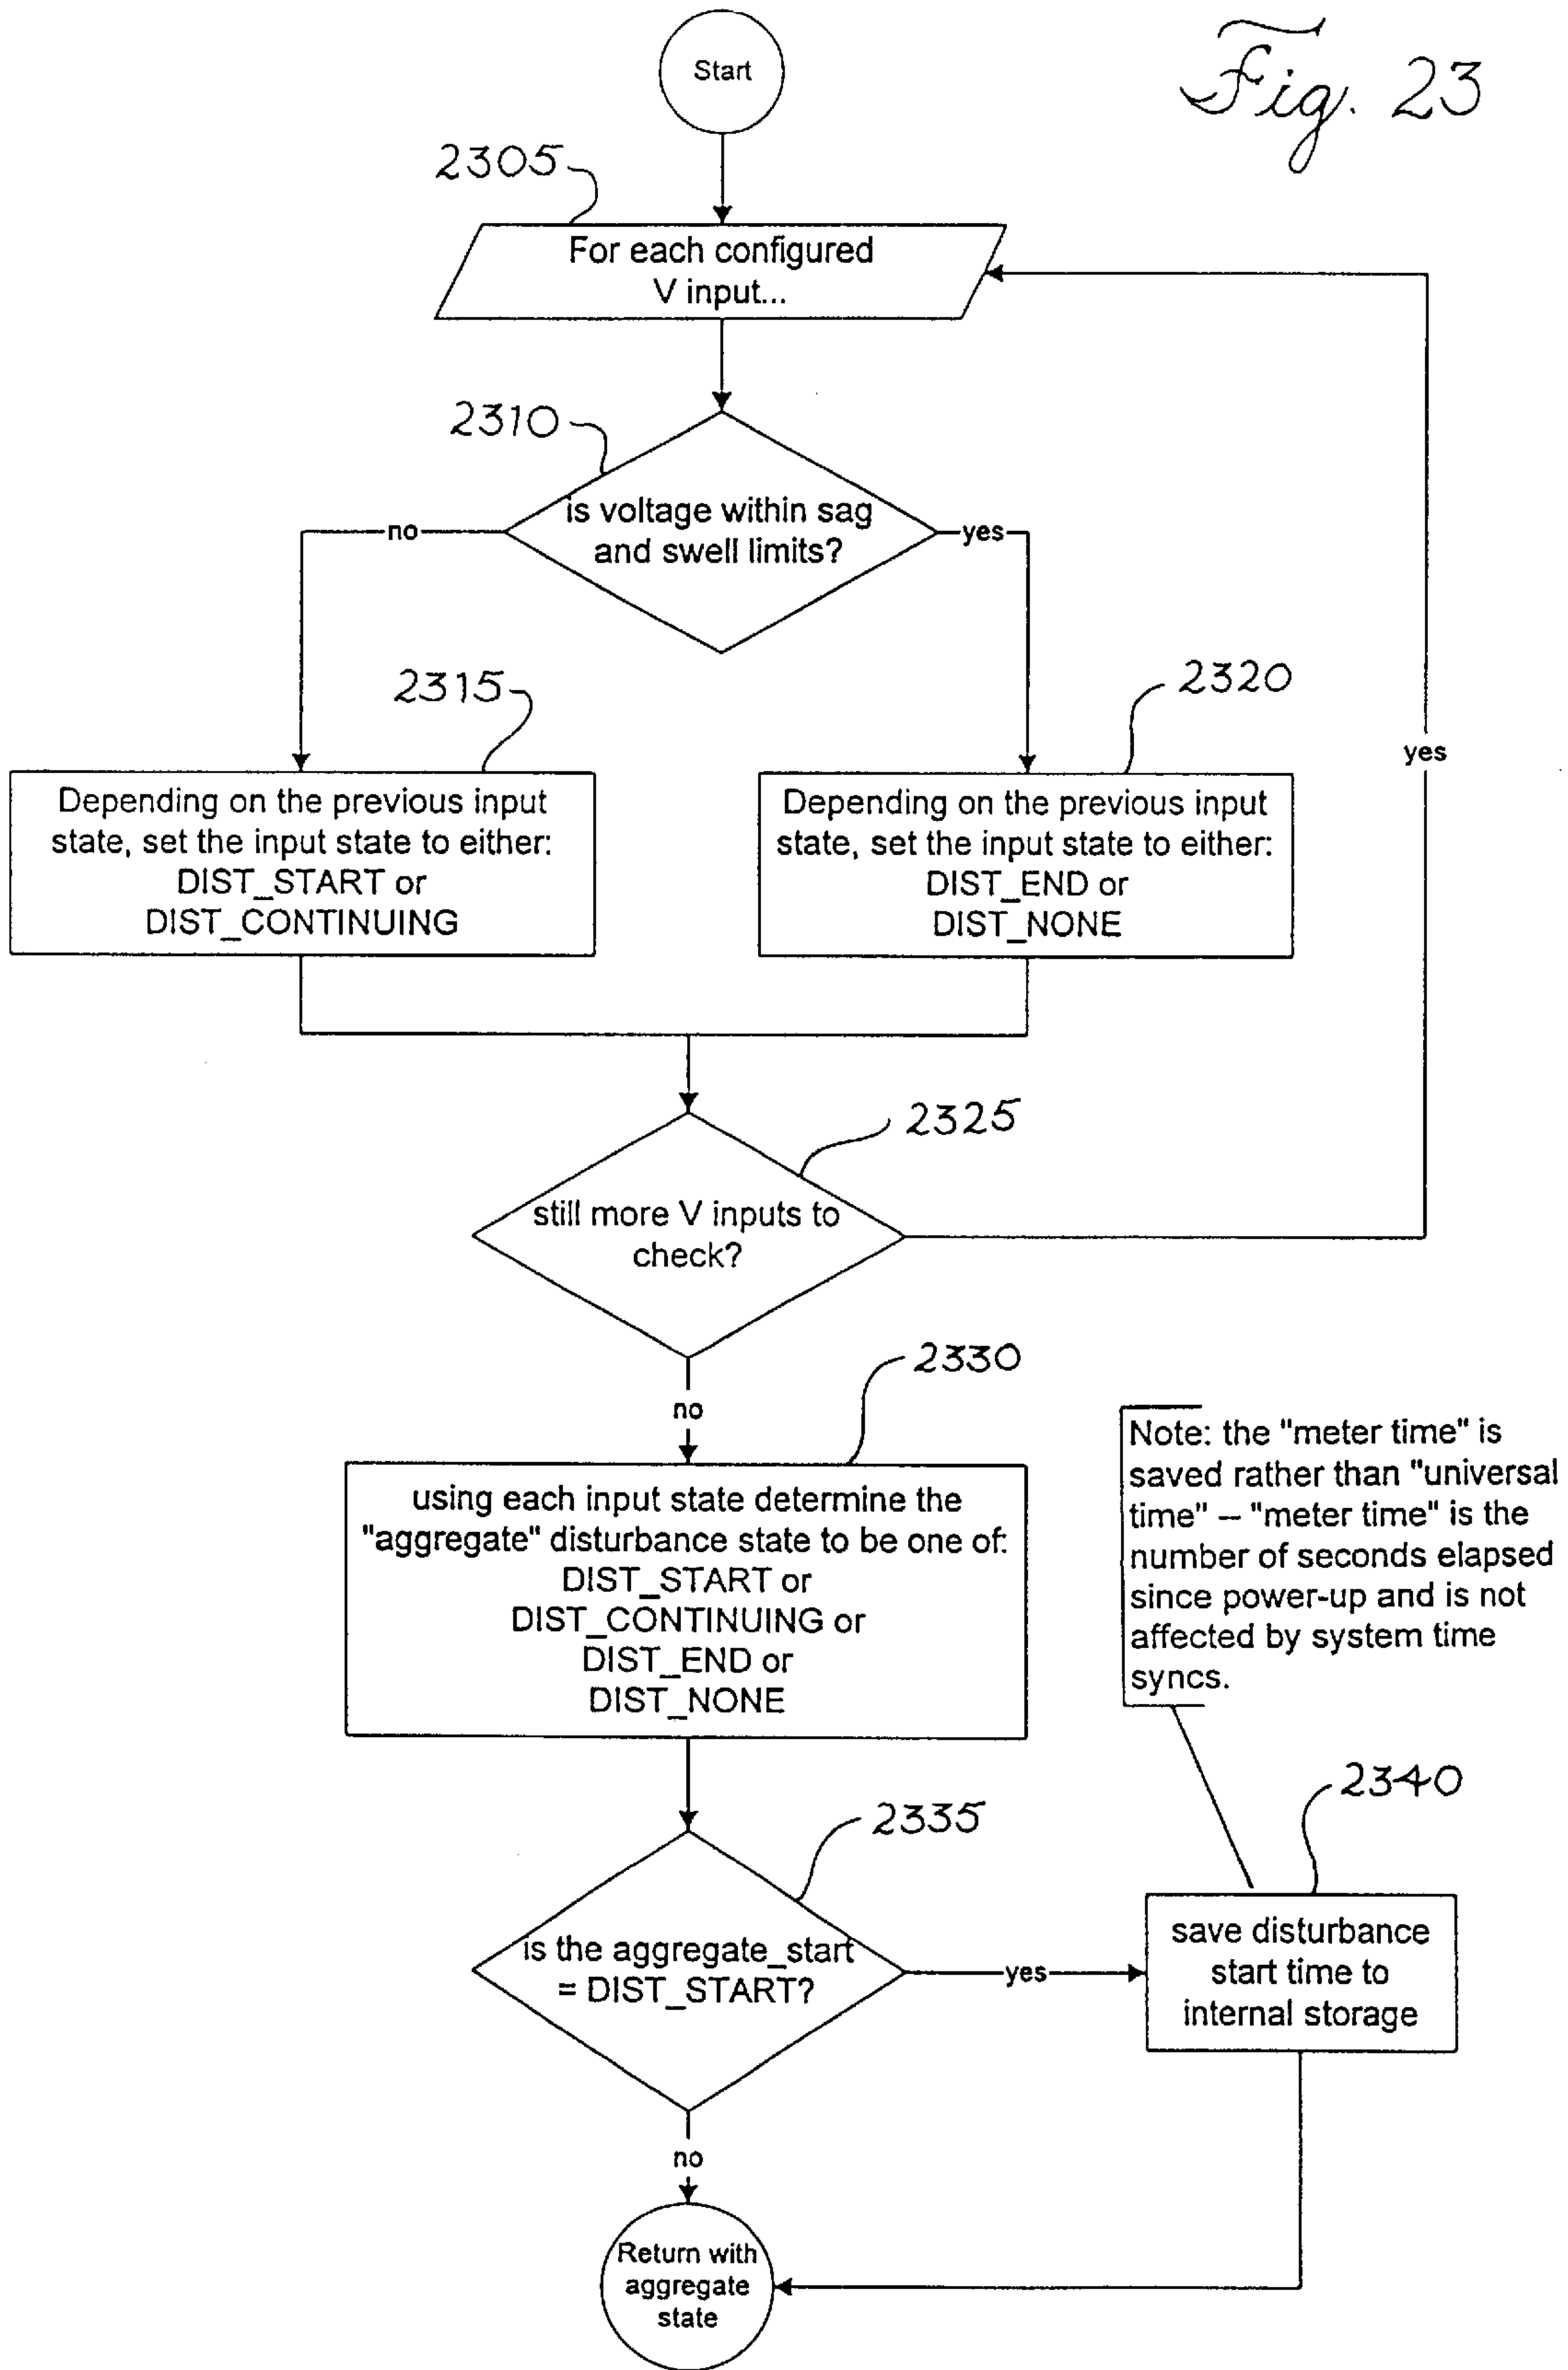 Fig. 23
Start
2305
For each configured
V input...
2310
is voltage within sag
and swell limits?
no
yes
2315
2320
Depending on the previous input
state, set the input state to either:
DIST_START or
DIST_CONTINUING
Depending on the previous input
state, set the input state to either:
DIST_END or
DIST_NONE
yes
2325
still more V inputs to
check?
no
2330
using each input state determine the
"aggregate" disturbance state to be one of:
DIST_START or
DIST_CONTINUING or
DIST_END or
DIST_NONE
Note: the "meter time" is
saved rather than "universal
time" – "meter time" is the
number of seconds elapsed
since power-up and is not
affected by system time
syncs.
2335
2340
is the aggregate_start
= DIST_START?
yes
save disturbance
start time to
internal storage
no
Return with
aggregate
state